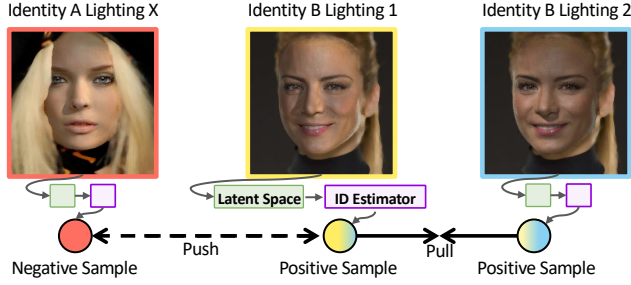 Identity A Lighting X
Identity B Lighting 1
Identity B Lighting 2
Latent Space
ID Estimator
Push
Pull
Negative Sample
Positive Sample
Positive Sample